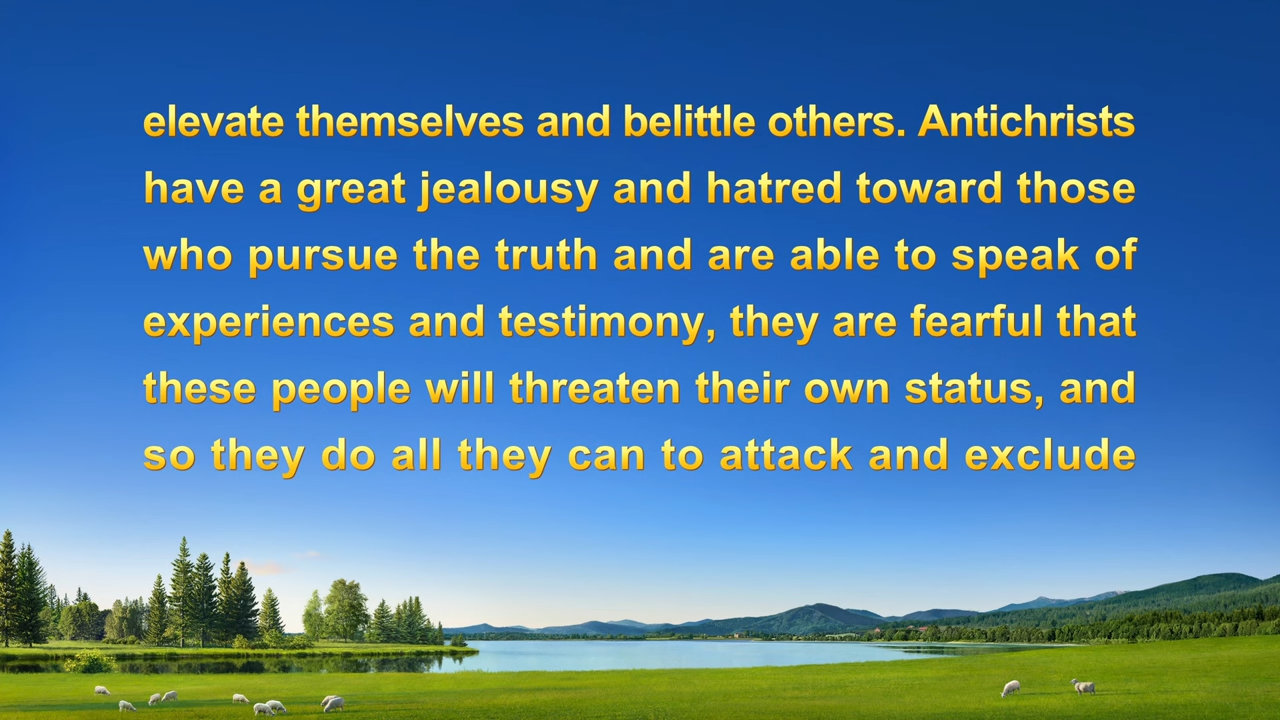 elevate themselves and belittle others. Antichrists
have a great jealousy and hatred toward those
who pursue the truth and are able to speak of
experiences and testimony, they are fearful that
these people will threaten their own status, and
so they do all they can to attack and exclude